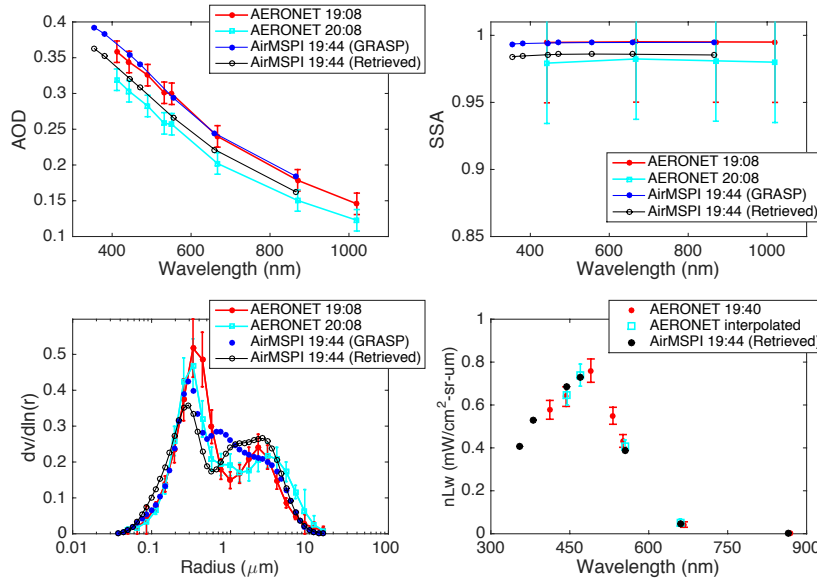 AERONET 19:08
AERONET 20:08
AirMSPI 19:44 (GRASP)
AirMSPI 19:44 (Retrieved)
0.4
0.35
0.3
0.25
0.2
0.15
0.1
AOD
400 600 800 1000
Wavelength (nm)
1
0.95
0.9
0.85
SSA
AERONET 19:08
AERONET 20:08
AirMSPI 19:44 (GRASP)
AirMSPI 19:44 (Retrieved)
400 600 800 1000
Wavelength (nm)
AERONET 19:08
AERONET 20:08
AirMSPI 19:44 (GRASP)
AirMSPI 19:44 (Retrieved)
0.5
0.4
0.3
0.2
0.1
0
dv/dln(r)
0.01 0.1 1 10 100
Radius (μm)
AERONET 19:40
AERONET interpolated
AirMSPI 19:44 (Retrieved)
1
0.8
0.6
0.4
0.2
0
nLw (mW/cm²-sr-um)
300 450 600 750 900
Wavelength (nm)